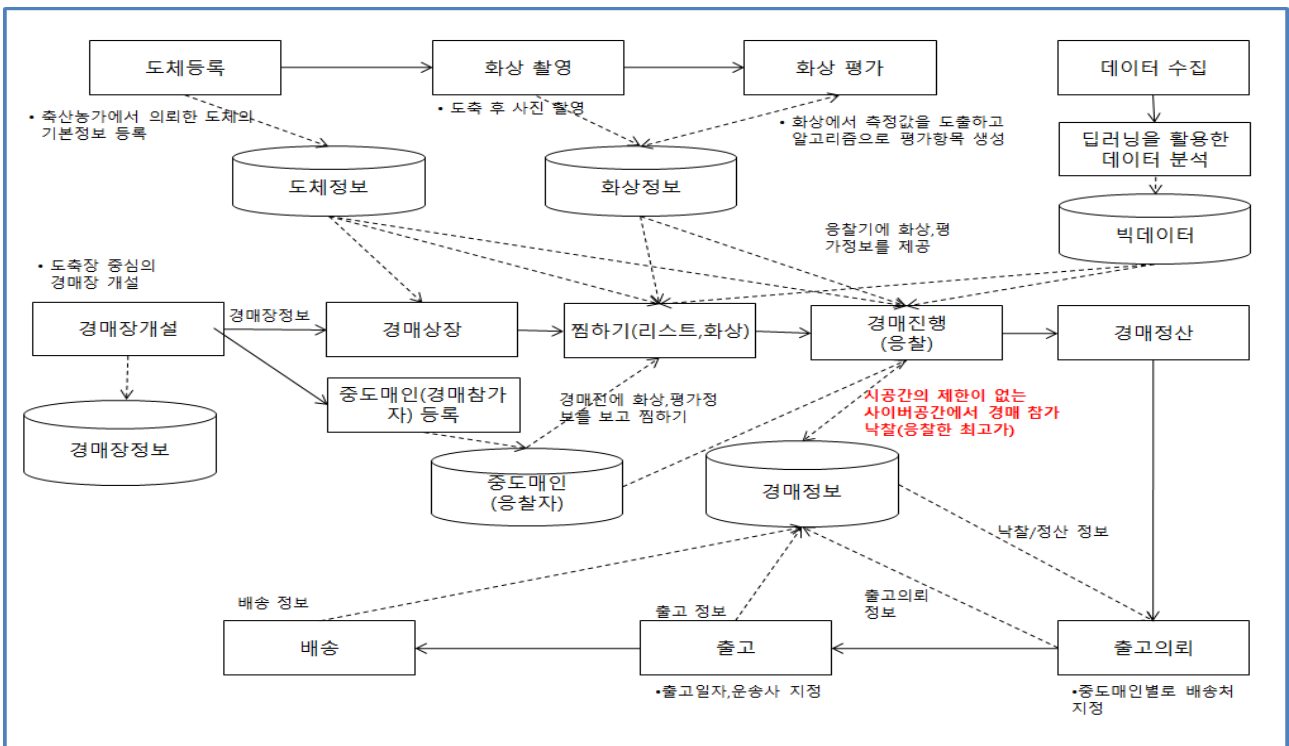 도체등록
화상 촬영
화상 평가
데이터 수집
• 축산농가에서 의뢰한 도체의
기본정보 등록
• 도축 후 사진 촬영
• 화상에서 측정값을 도출하고
알고리즘으로 평가항목 생성
딥러닝을 활용한
데이터 분석
도체정보
화상정보
빅데이터
응찰기에 화상,평
가정보를 제공
• 도축장 중심의
경매장 개설
경매장개설
경매장정보
경매상장
찜하기(리스트,화상)
경매진행
(응찰)
경매정산
중도매인(경매참가
자) 등록
경매전에 화상,평가정
보를 보고 찜하기
시공간의 제한이 없는
사이버공간에서 경매 참가
낙찰(응찰한 최고가)
경매장정보
중도매인
(응찰자)
경매정보
낙찰/정산 정보
배송 정보
출고 정보
출고의뢰
정보
배송
출고
출고의뢰
•출고일자,운송사 지정
•중도매인별로 배송처
지정